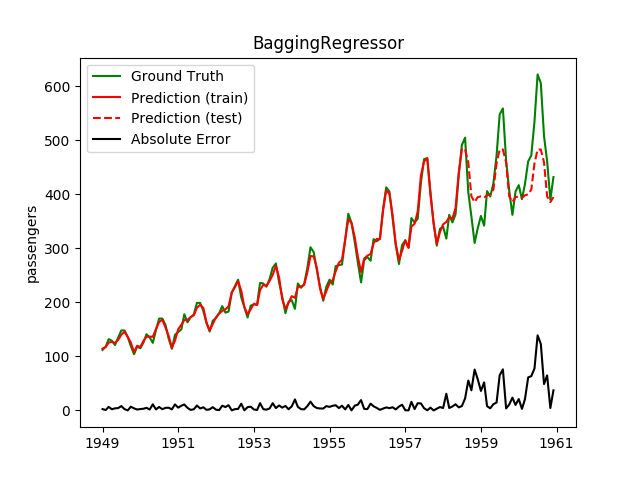 BaggingRegressor
Ground Truth
Prediction (train)
Prediction (test)
Absolute Error
passengers
600
500
400
300
200
100
0
1949 1951 1953 1955 1957 1959 1961